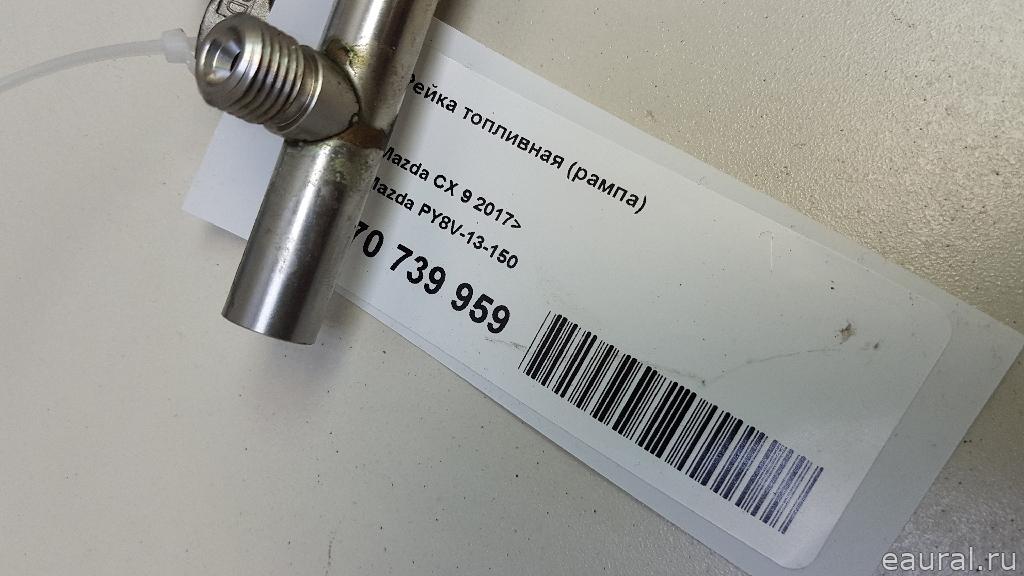 Рейка топливная (рампа)
Mazda CX 9 2017>
Mazda PY8V-13-150
70 739 959
eaural.ru